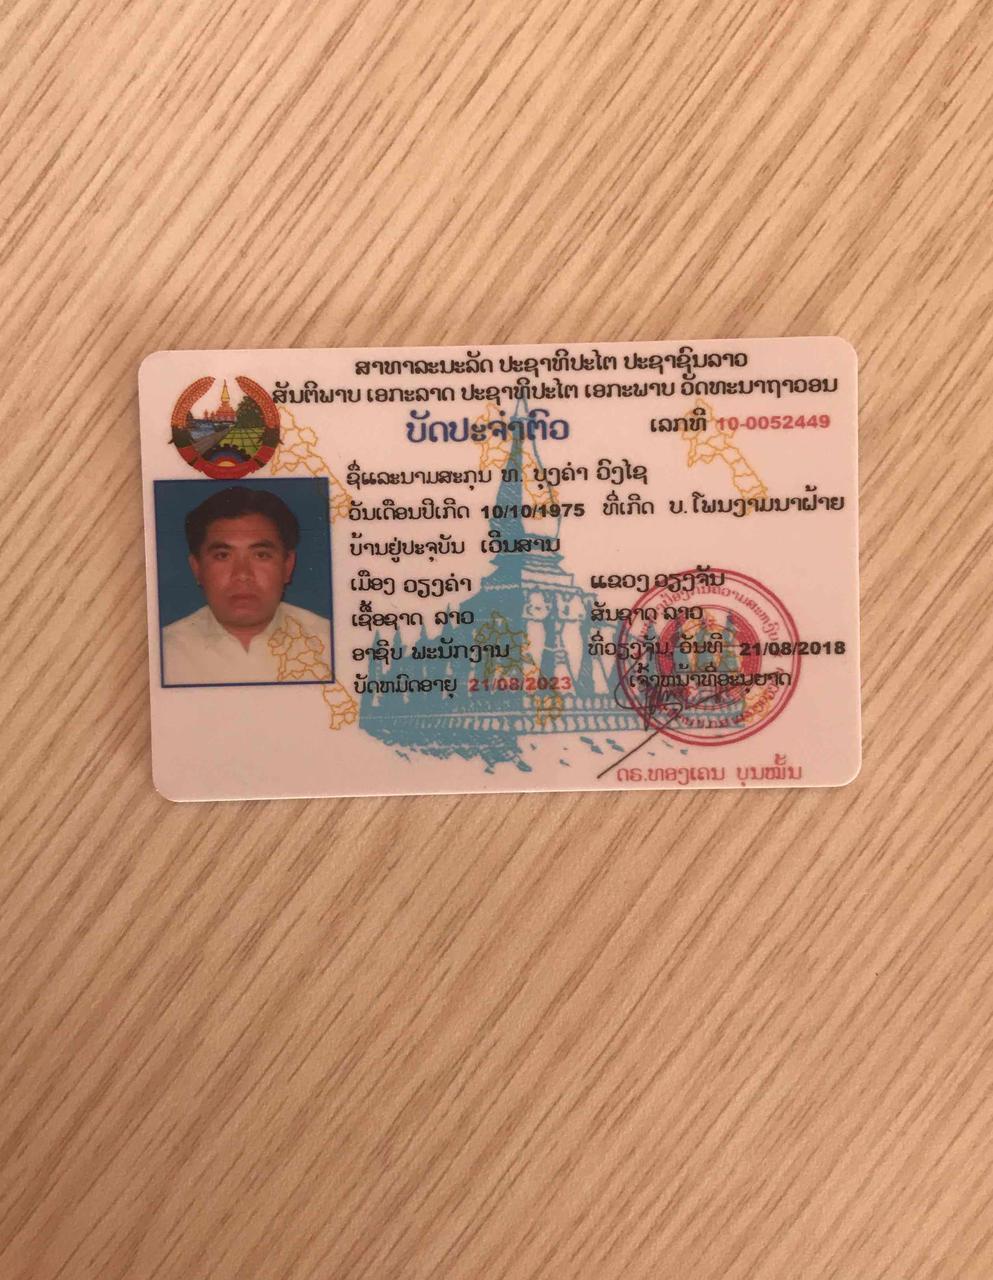 ສາທາລະນະລັດ ປະຊາທິປະໄຕ ປະຊາຊົນລາວ
ສັນຕິພາບ ເອກະລາດ ປະຊາທິປະໄຕ ເອກະພາບ ວັດທະນາຖາວອນ
ບັດປະຈຳຕົວ ເລກທີ 10-0052449
ຊື່ແລະນາມສະກຸນ ທ. ບຸງຄຳ ວົງໄຊ
ວັນເດືອນປີເກີດ 10/10/1975 ທີ່ເກີດ ບ. ໂພນງາມນາຝ້າຍ
ບ້ານຢູ່ປະຈຸບັນ ເວີນສານ
ເມືອງ ວຽງຄຳ ແຂວງ ວຽງຈັນ
ເຊື້ອຊາດ ລາວ ສັນຊາດ ລາວ
ອາຊີບ ພະນັກງານ ທີ່ວຽງຈັນ, ວັນທີ 21/08/2018
ບັດຫມົດອາຍຸ 21/08/2023 ເຈົ້າຫນ້າທີ່ອະນຸຍາດ
ດຣ.ທອງເຄນ ບຸນໝັ້ນ